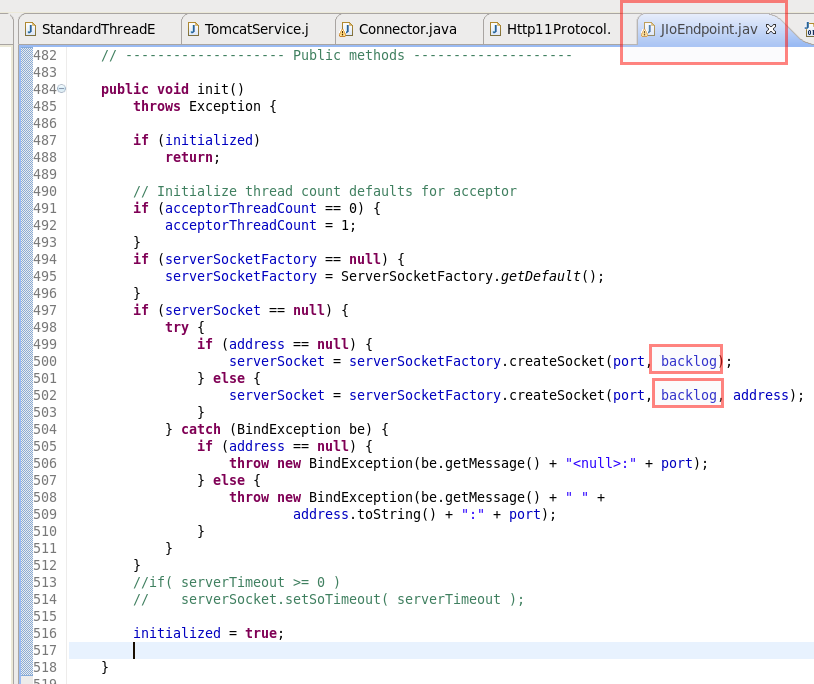 StandardThreadE TomcatService.j Connector.java Http11Protocol. JIoEndpoint.jav
482 // -------------------- Public methods --------------------
483
484 public void init()
485 throws Exception {
486
487 if (initialized)
488 return;
489
490 // Initialize thread count defaults for acceptor
491 if (acceptorThreadCount == 0) {
492 acceptorThreadCount = 1;
493 }
494 if (serverSocketFactory == null) {
495 serverSocketFactory = ServerSocketFactory.getDefault();
496 }
497 if (serverSocket == null) {
498 try {
499 if (address == null) {
500 serverSocket = serverSocketFactory.createSocket(port, backlog);
501 } else {
502 serverSocket = serverSocketFactory.createSocket(port, backlog, address);
503 }
504 } catch (BindException be) {
505 if (address == null) {
506 throw new BindException(be.getMessage() + "<null>:" + port);
507 } else {
508 throw new BindException(be.getMessage() + " " +
509 address.toString() + ":" + port);
510 }
511 }
512 }
513 //if( serverTimeout >= 0 )
514 // serverSocket.setSoTimeout( serverTimeout );
515
516 initialized = true;
517
518 }
519